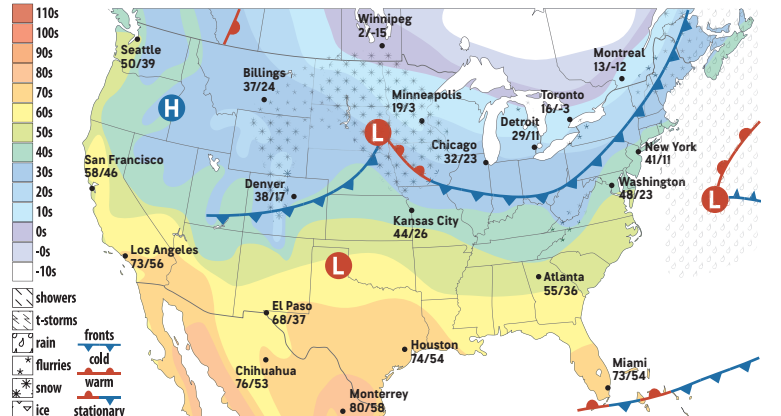 110s
100s
90s
80s
70s
60s
50s
40s
30s
20s
10s
0s
-0s
-10s
showers
t-storms
rain
flurries
snow
ice
fronts
cold
warm
stationary
Seattle
50/39
Winnipeg
2/-15
Billings
37/24
Minneapolis
19/3
Montreal
13/-12
Toronto
16/-3
Detroit
29/11
H
L
Chicago
32/23
New York
41/11
San Francisco
58/46
Denver
38/17
Washington
48/23
L
Kansas City
44/26
Los Angeles
73/56
L
Atlanta
55/36
El Paso
68/37
Houston
74/54
Chihuahua
76/53
Miami
73/54
Monterrey
80/58